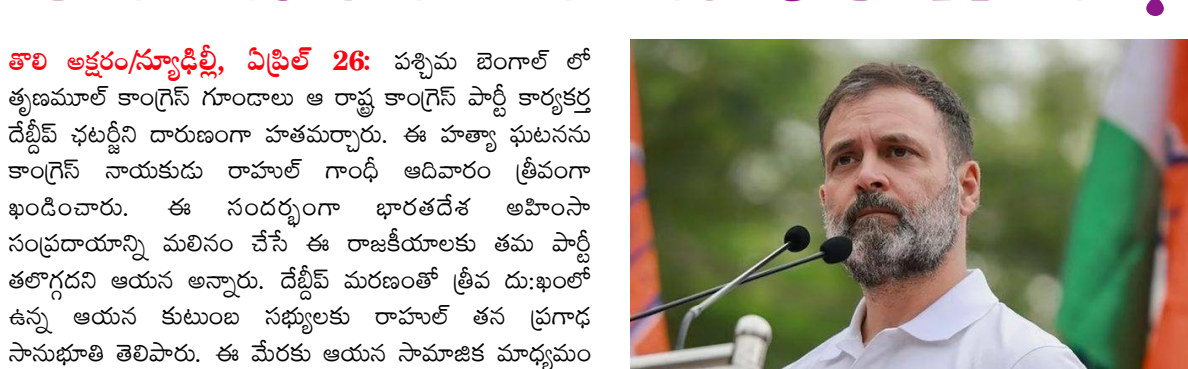 తొలి అక్షరం/న్యూఢిల్లీ, ఏప్రిల్ 26: పశ్చిమ బెంగాల్ లో
తృణమూల్ కాంగ్రెస్ గూండాలు ఆ రాష్ట్ర కాంగ్రెస్ పార్టీ కార్యకర్త
దేబ్దీప్ ఛటర్జీని దారుణంగా హతమర్చారు. ఈ హత్యా ఘటనను
కాంగ్రెస్ నాయకుడు రాహుల్ గాంధీ ఆదివారం త్రీవంగా
ఖండించారు. ఈ సందర్భంగా భారతదేశ అహింసా
సంప్రదాయాన్ని మలినం చేసే ఈ రాజకీయాలకు తమ పార్టీ
తలొగ్గదని ఆయన అన్నారు. దేబ్దీప్ మరణంతో త్రీవ దు:ఖంలో
ఉన్న ఆయన కుటుంబ సభ్యులకు రాహుల్ తన ప్రగాఢ
సానుభూతి తెలిపారు. ఈ మేరకు ఆయన సామాజిక మాధ్యమం